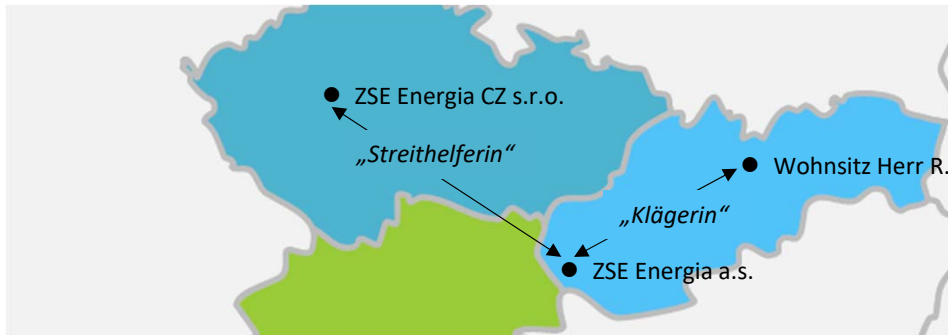 ZSE Energia CZ s.r.o.
„Streithelferin“
Wohnsitz Herr R.
„Klägerin“
ZSE Energia a.s.